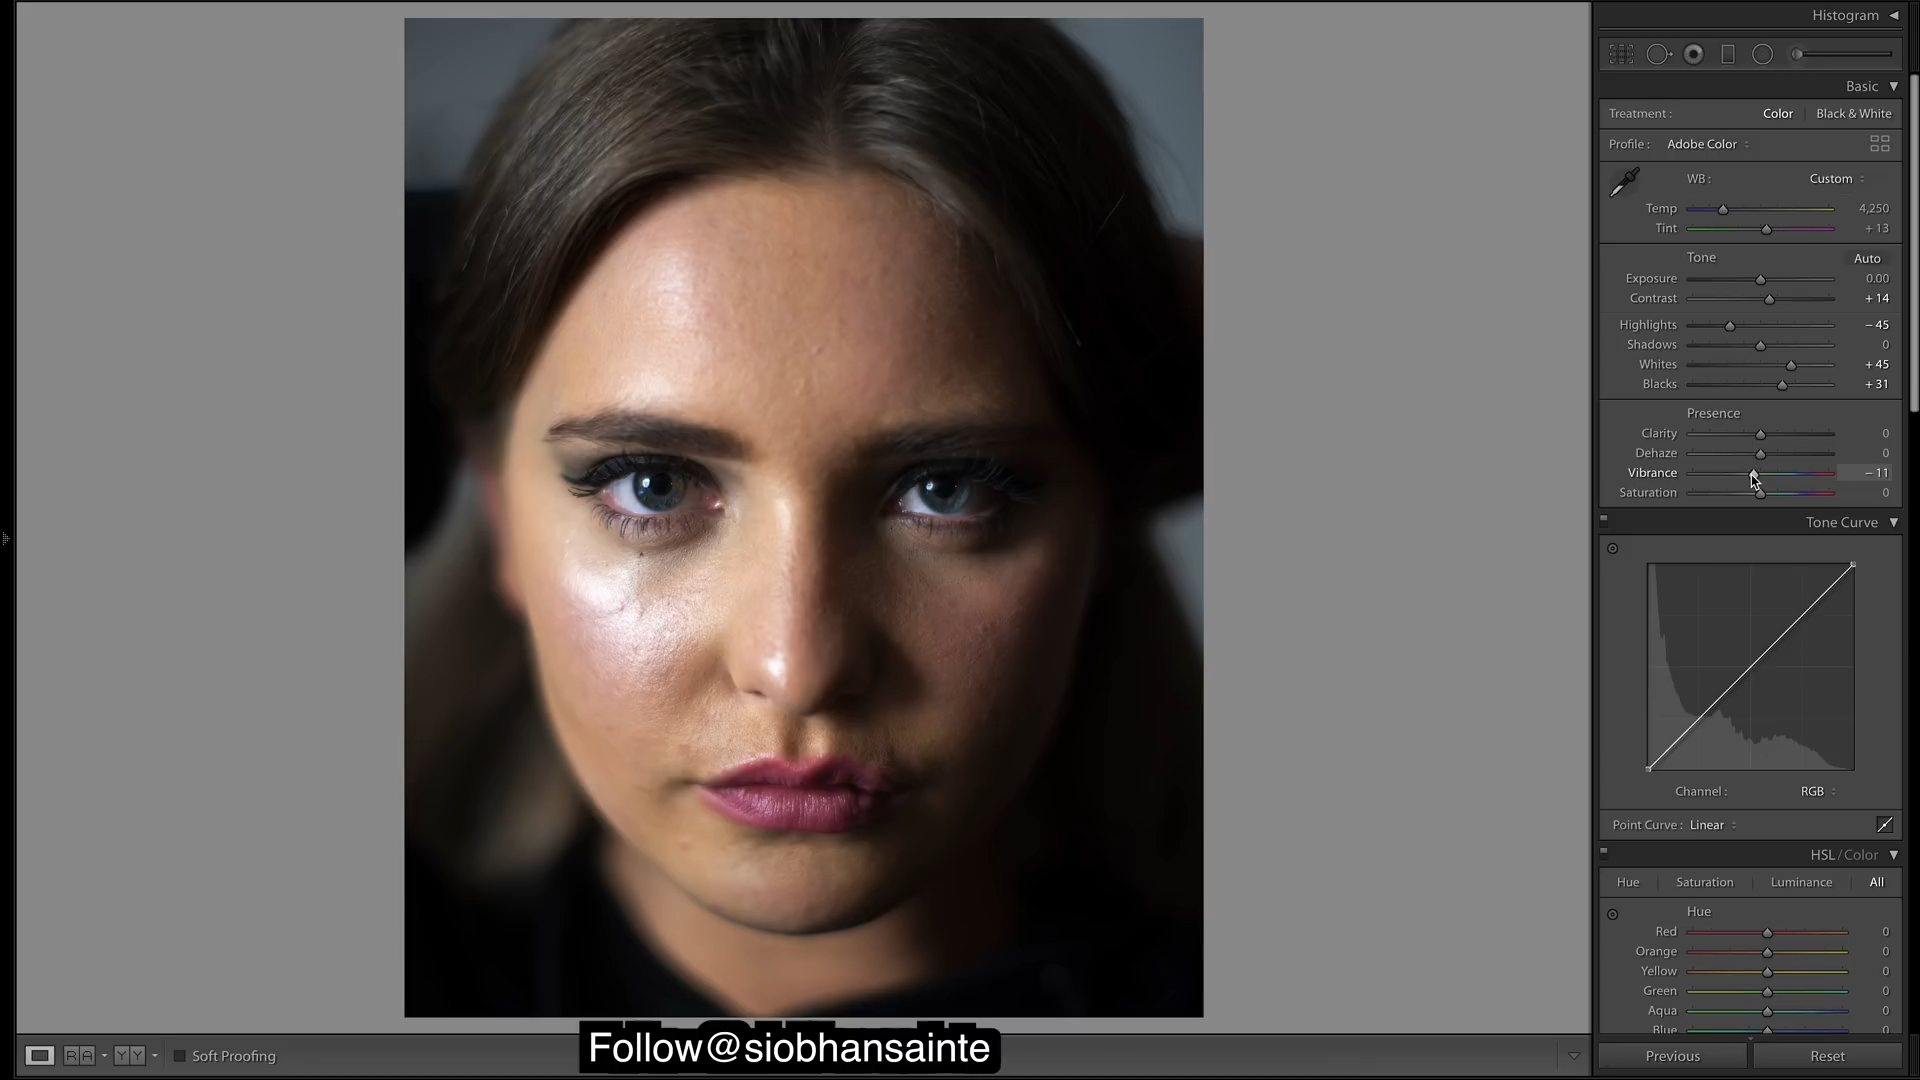 Histogram
Basic
Treatment : Color Black & White
Profile : Adobe Color
WB : Custom
Temp 4,250
Tint + 13
Tone Auto
Exposure 0.00
Contrast + 14
Highlights − 45
Shadows 0
Whites + 45
Blacks + 31
Presence
Clarity 0
Dehaze 0
Vibrance − 11
Saturation 0
Tone Curve
Channel : RGB
Point Curve : Linear
HSL / Color
Hue Saturation Luminance All
Hue
Red 0
Orange 0
Yellow 0
Green 0
Aqua 0
Blue 0
R A Y Y Soft Proofing
Follow@siobhansainte
Previous Reset